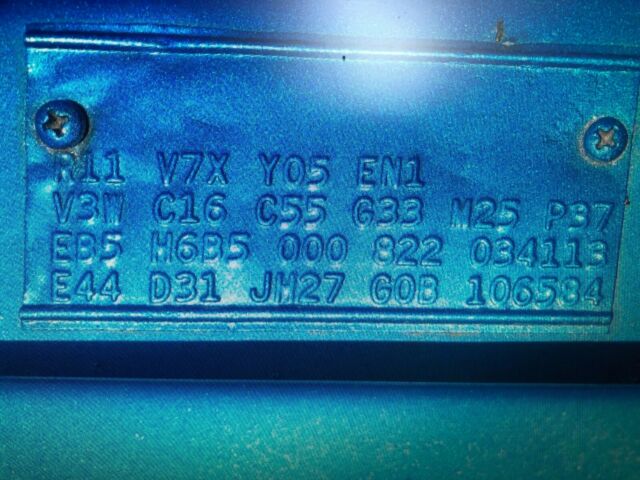 R11 V7X Y05 EN1
V3W C16 C55 G33 M25 P37
EB5 H6B5 000 822 034113
E44 D31 JH27 G0B 106584